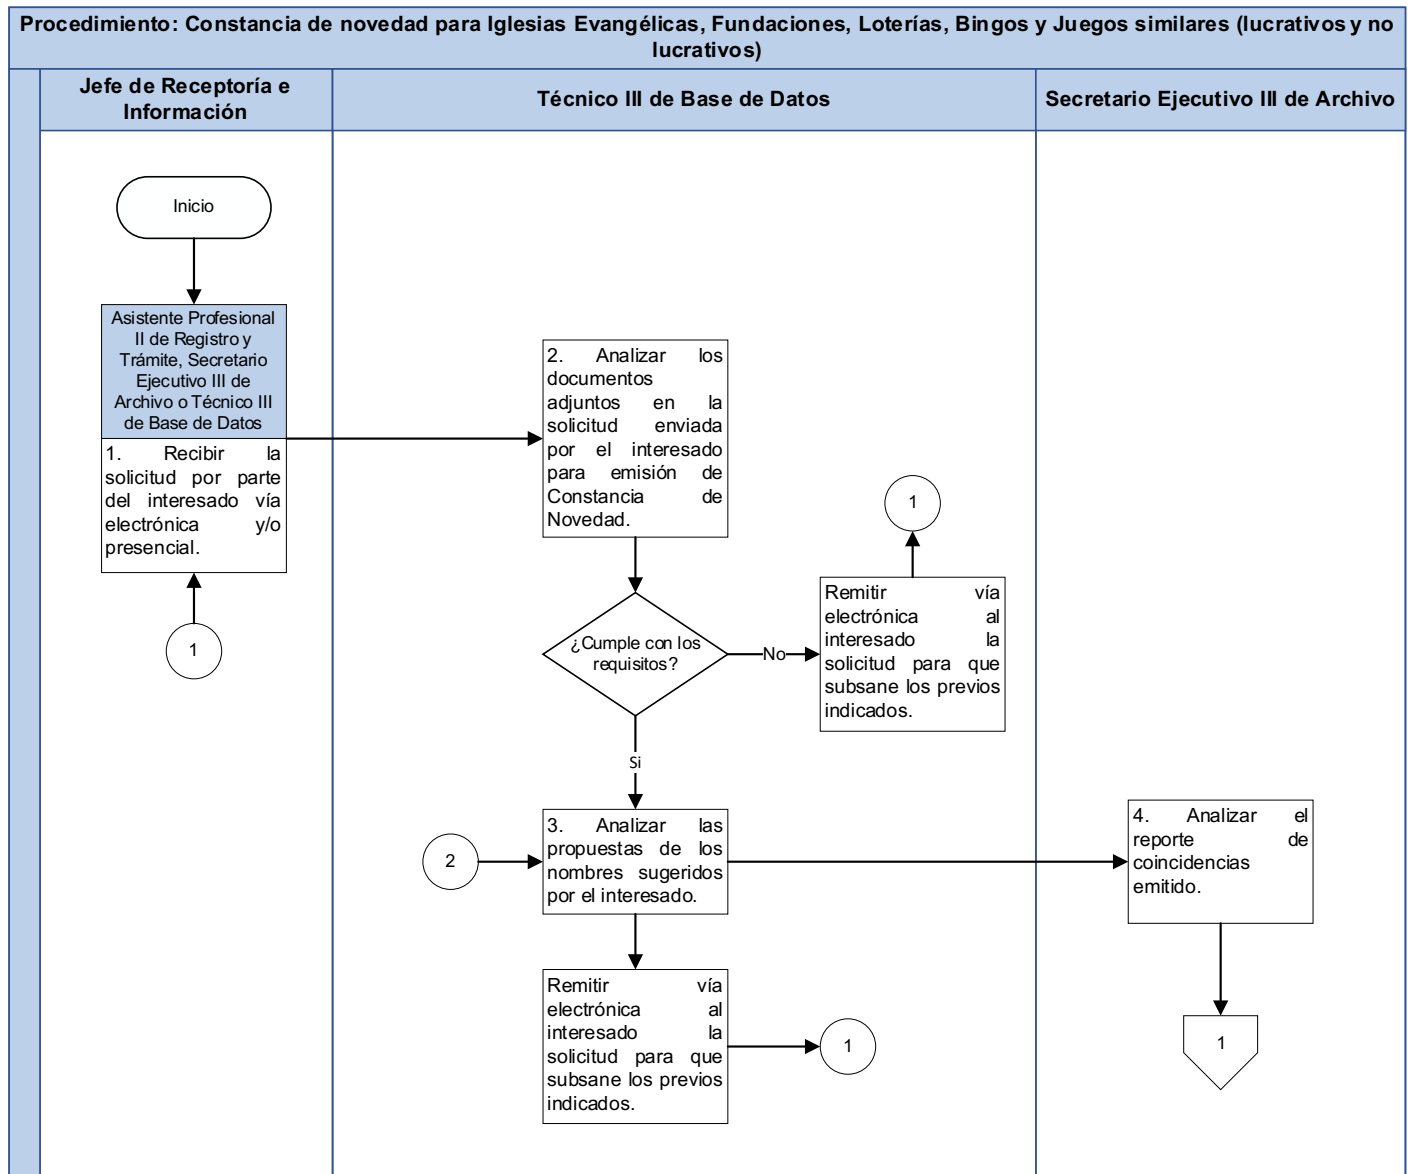 Procedimiento: Constancia de novedad para Iglesias Evangélicas, Fundaciones, Loterías, Bingos y Juegos similares (lucrativos y no
lucrativos)
Jefe de Receptoría e
Información
Técnico III de Base de Datos
Secretario Ejecutivo III de Archivo
Inicio
Asistente Profesional
II de Registro y
Trámite, Secretario
Ejecutivo III de
Archivo o Técnico III
de Base de Datos
1. Recibir la
solicitud por parte
del interesado vía
electrónica y/o
presencial.
1
2. Analizar los
documentos
adjuntos en la
solicitud enviada
por el interesado
para emisión de
Constancia de
Novedad.
¿Cumple con los
requisitos?
No
1
Remitir vía
electrónica al
interesado la
solicitud para que
subsane los previos
indicados.
Si
2
3. Analizar las
propuestas de los
nombres sugeridos
por el interesado.
Remitir vía
electrónica al
interesado la
solicitud para que
subsane los previos
indicados.
1
4. Analizar el
reporte de
coincidencias
emitido.
1